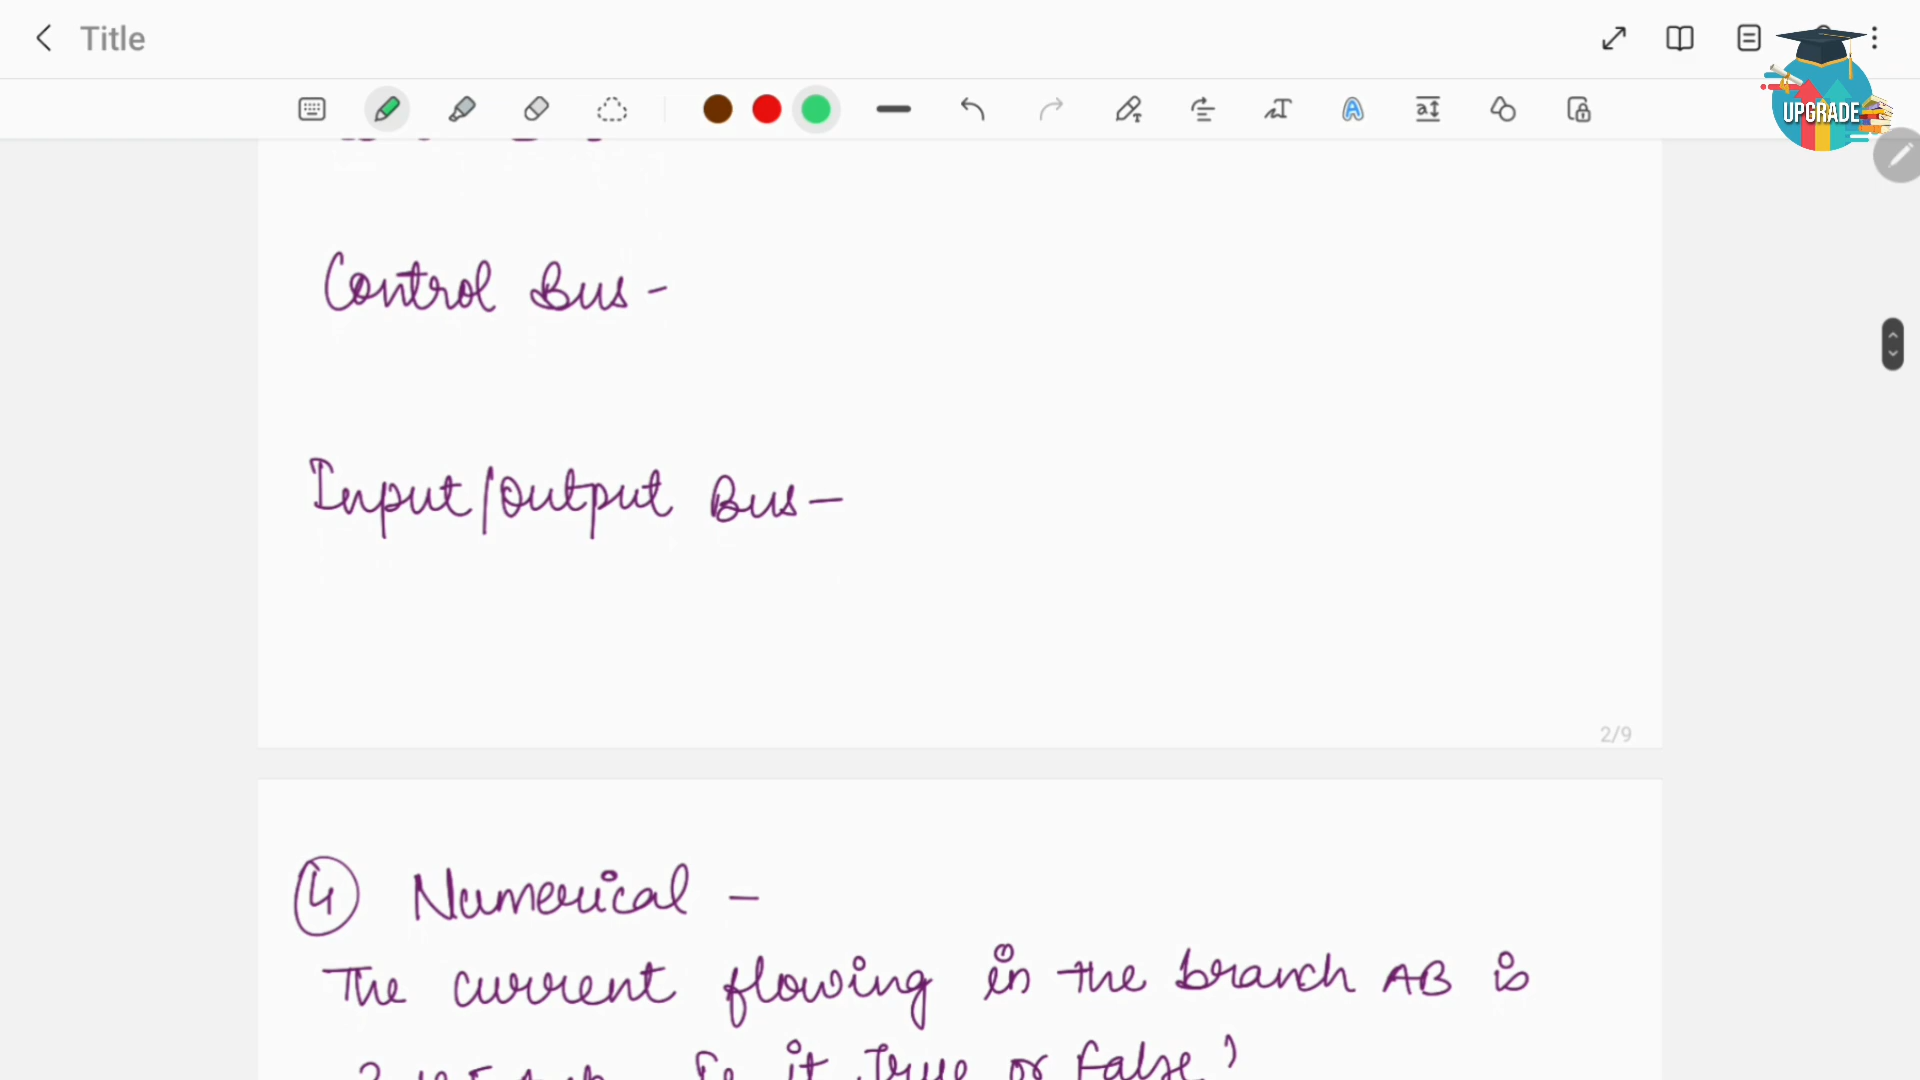 Title
UPGRADE
Control Bus -
Input/Output Bus -
2/9
4 Numerical -
The current flowing in the branch AB is
Is it True or False?